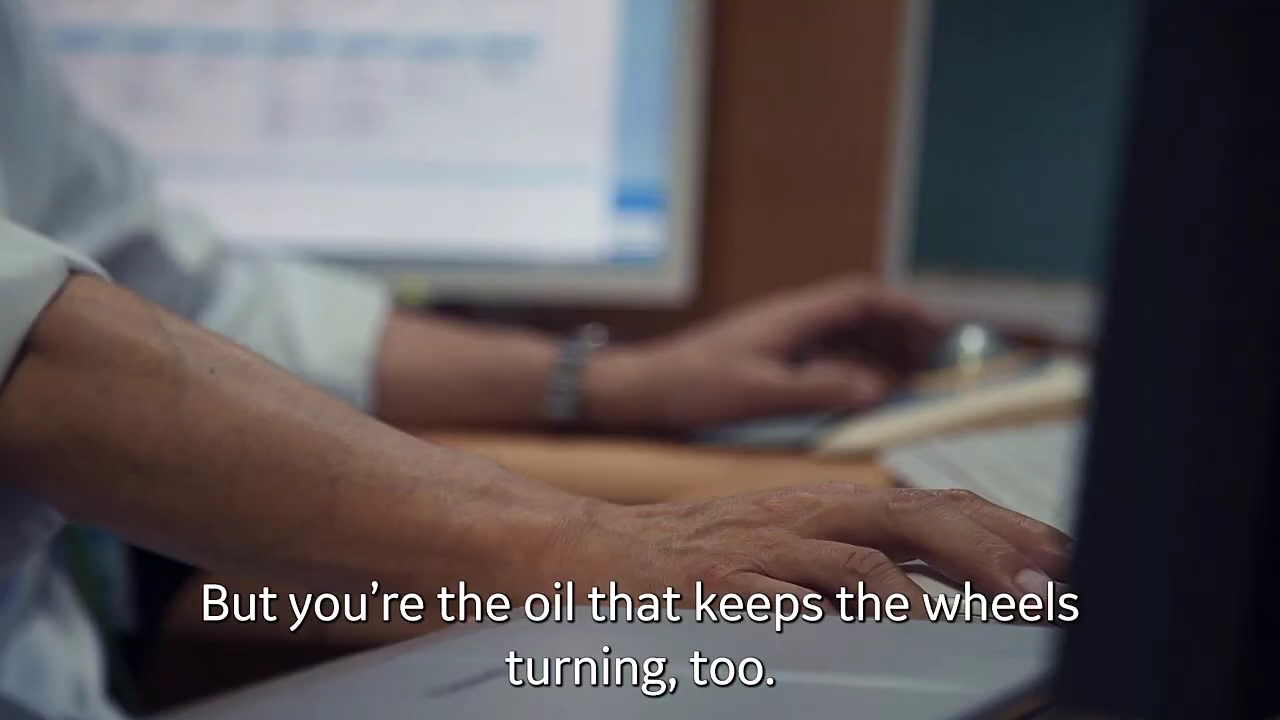 But you’re the oil that keeps the wheels
turning, too.